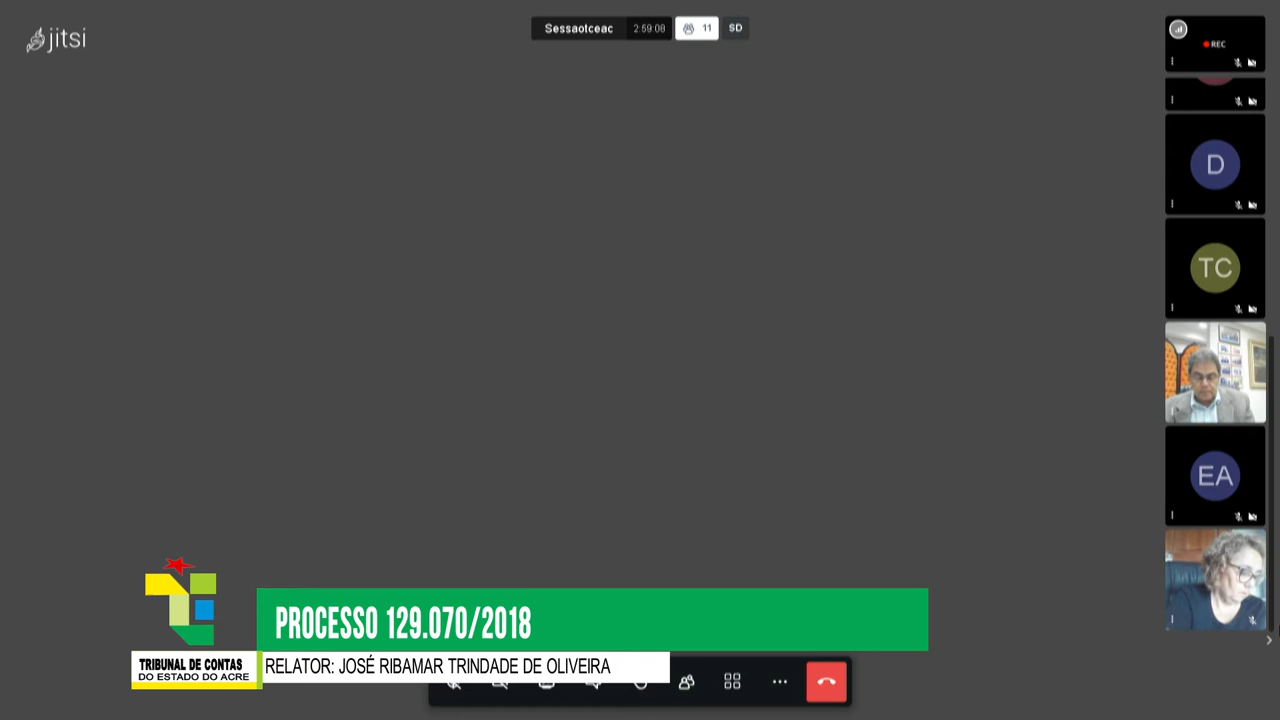 jitsi
Sessaotceac 2:59:08 11 SD
REC
D
TC
EA
PROCESSO 129.070/2018
TRIBUNAL DE CONTAS
DO ESTADO DO ACRE
RELATOR: JOSÉ RIBAMAR TRINDADE DE OLIVEIRA